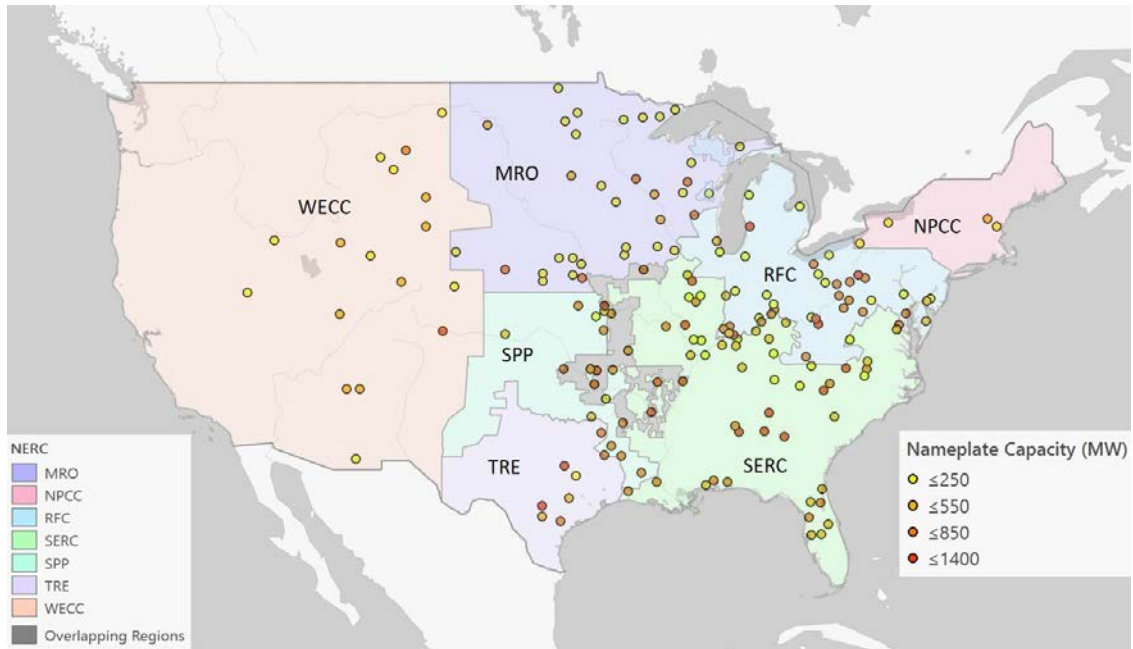 MRO
WECC
NPCC
RFC
SPP
TRE
SERC
NERC
MRO
NPCC
RFC
SERC
SPP
TRE
WECC
Overlapping Regions
Nameplate Capacity (MW)
≤250
≤550
≤850
≤1400